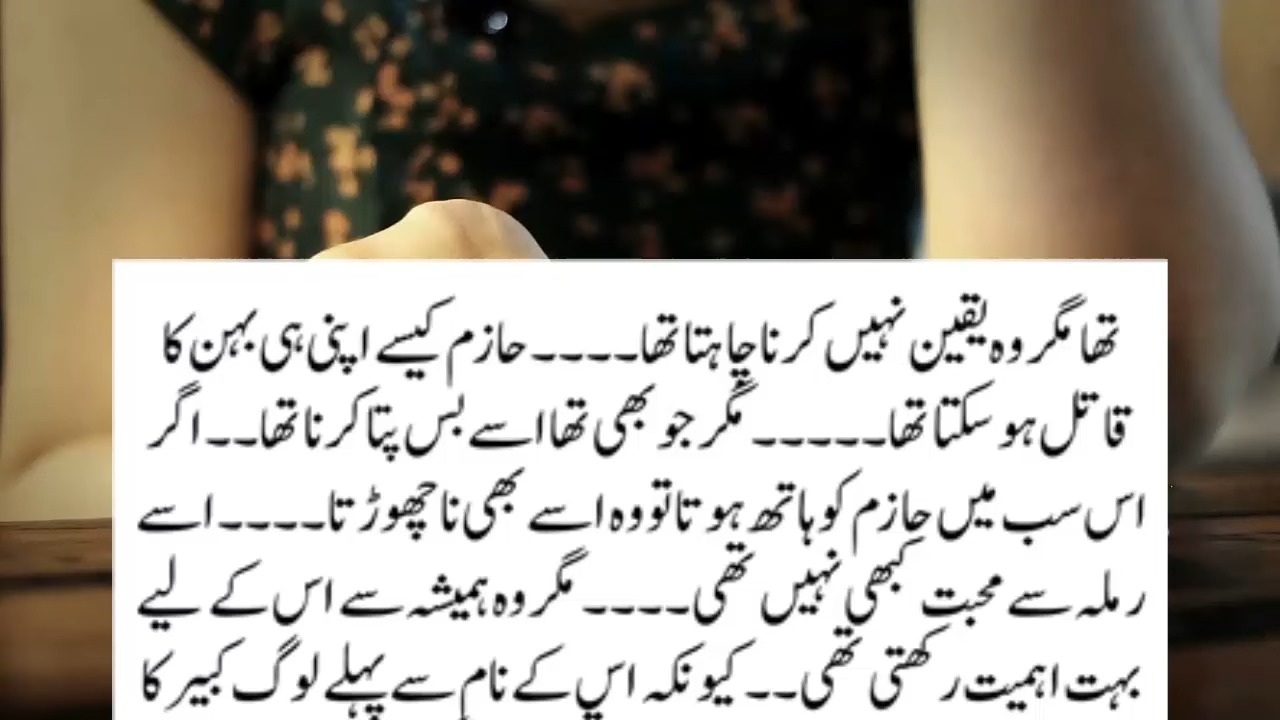 تھا مگر وہ یقین نہیں کرنا چاہتا تھا۔۔۔۔ حازم کیسے اپنی ہی بہن کا
قاتل ہو سکتا تھا۔۔۔۔۔ مگر جو بھی تھا اسے بس پتا کرنا تھا۔۔ اگر
اس سب میں حازم کو ہاتھ ہوتا تو وہ اسے بھی نا چھوڑتا۔۔۔۔ اسے
رملہ سے محبت کبھی نہیں تھی۔۔۔۔ مگر وہ ہمیشہ سے اس کے لیے
بہت اہمیت رکھتی تھی۔۔ کیونکہ اس کے نام سے پہلے لوگ کبیر کا